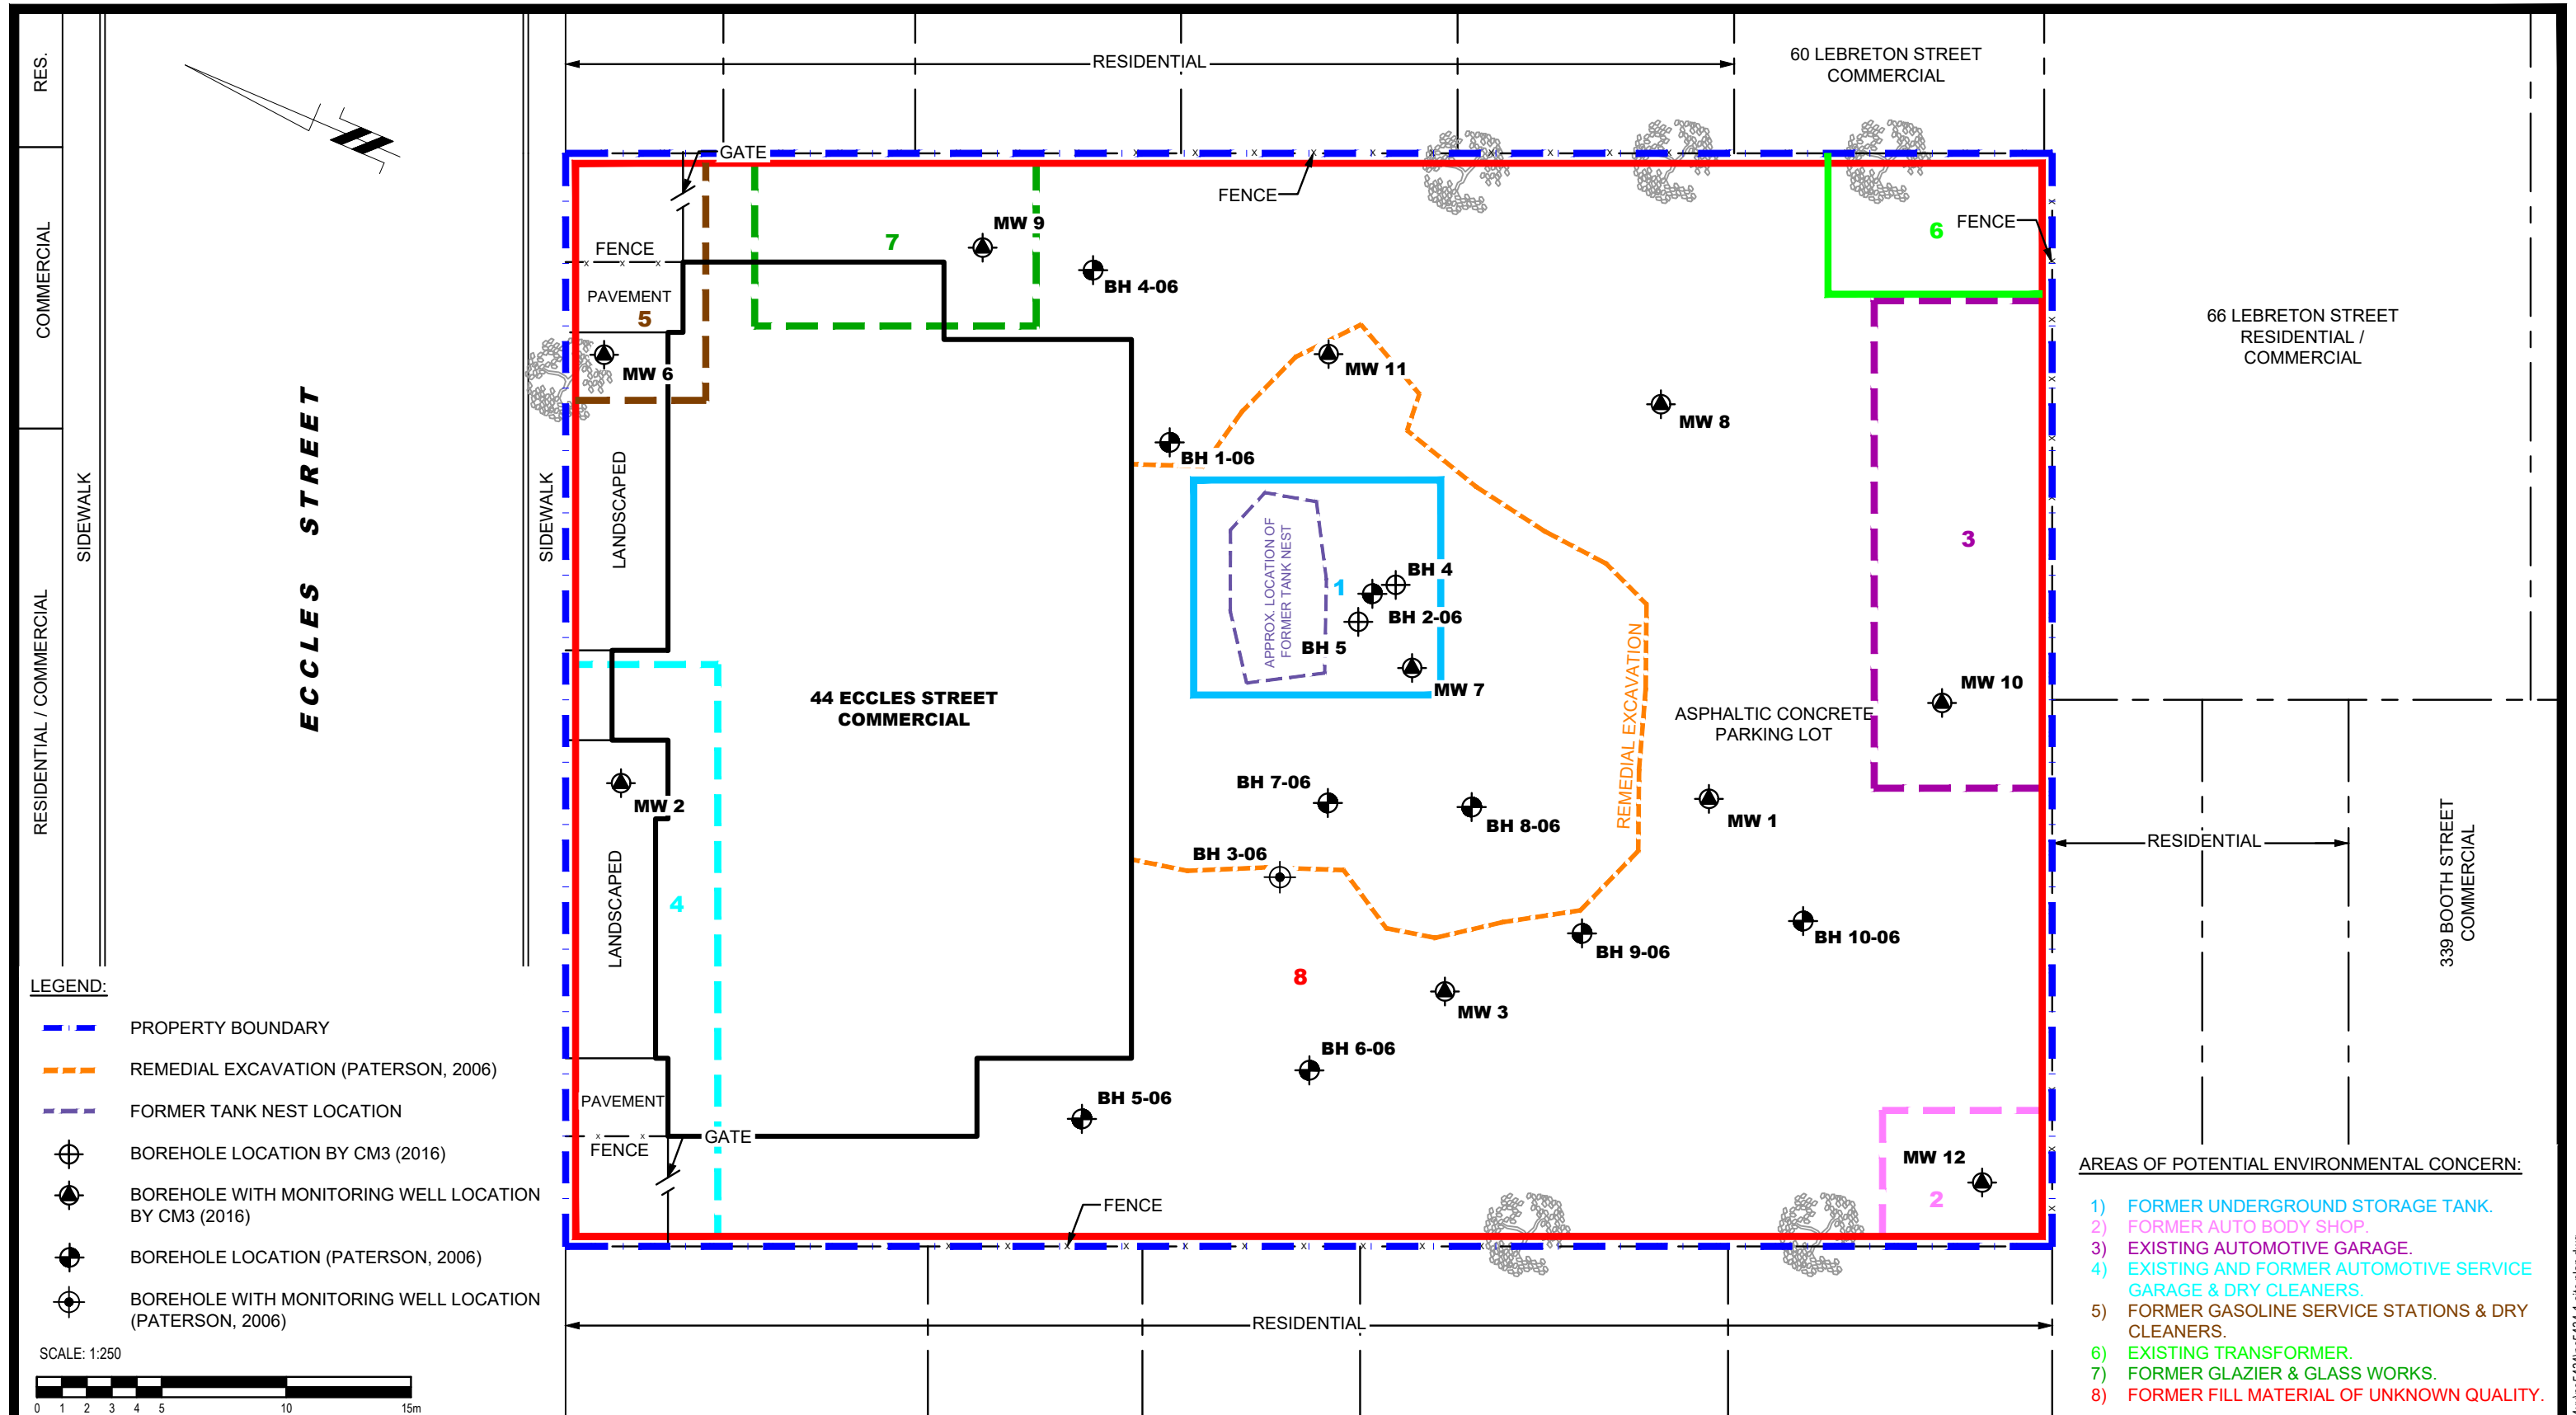 RES.
COMMERCIAL
RESIDENTIAL / COMMERCIAL
SIDEWALK
ECCLES STREET
SIDEWALK
RESIDENTIAL
60 LEBRETON STREET
COMMERCIAL
GATE
FENCE
FENCE
FENCE
PAVEMENT
5
7
6
MW 9
BH 4-06
MW 6
MW 11
MW 8
BH 1-06
66 LEBRETON STREET
RESIDENTIAL /
COMMERCIAL
LANDSCAPED
3
APPROX. LOCATION OF
FORMER TANK NEST
1
BH 4
BH 2-06
BH 5
MW 7
REMEDIAL EXCAVATION
44 ECCLES STREET
COMMERCIAL
MW 10
ASPHALTIC CONCRETE
PARKING LOT
MW 2
BH 7-06
BH 8-06
MW 1
RESIDENTIAL
339 BOOTH STREET
COMMERCIAL
BH 3-06
LANDSCAPED
4
8
BH 9-06
BH 10-06
MW 3
BH 6-06
BH 5-06
PAVEMENT
FENCE
GATE
FENCE
MW 12
2
RESIDENTIAL
LEGEND:
PROPERTY BOUNDARY
REMEDIAL EXCAVATION (PATERSON, 2006)
FORMER TANK NEST LOCATION
BOREHOLE LOCATION BY CM3 (2016)
BOREHOLE WITH MONITORING WELL LOCATION
BY CM3 (2016)
BOREHOLE LOCATION (PATERSON, 2006)
BOREHOLE WITH MONITORING WELL LOCATION
(PATERSON, 2006)
SCALE: 1:250
0 1 2 3 4 5 10 15m
AREAS OF POTENTIAL ENVIRONMENTAL CONCERN:
1) FORMER UNDERGROUND STORAGE TANK.
2) FORMER AUTO BODY SHOP.
3) EXISTING AUTOMOTIVE GARAGE.
4) EXISTING AND FORMER AUTOMOTIVE SERVICE
GARAGE & DRY CLEANERS.
5) FORMER GASOLINE SERVICE STATIONS & DRY
CLEANERS.
6) EXISTING TRANSFORMER.
7) FORMER GLAZIER & GLASS WORKS.
8) FORMER FILL MATERIAL OF UNKNOWN QUALITY.